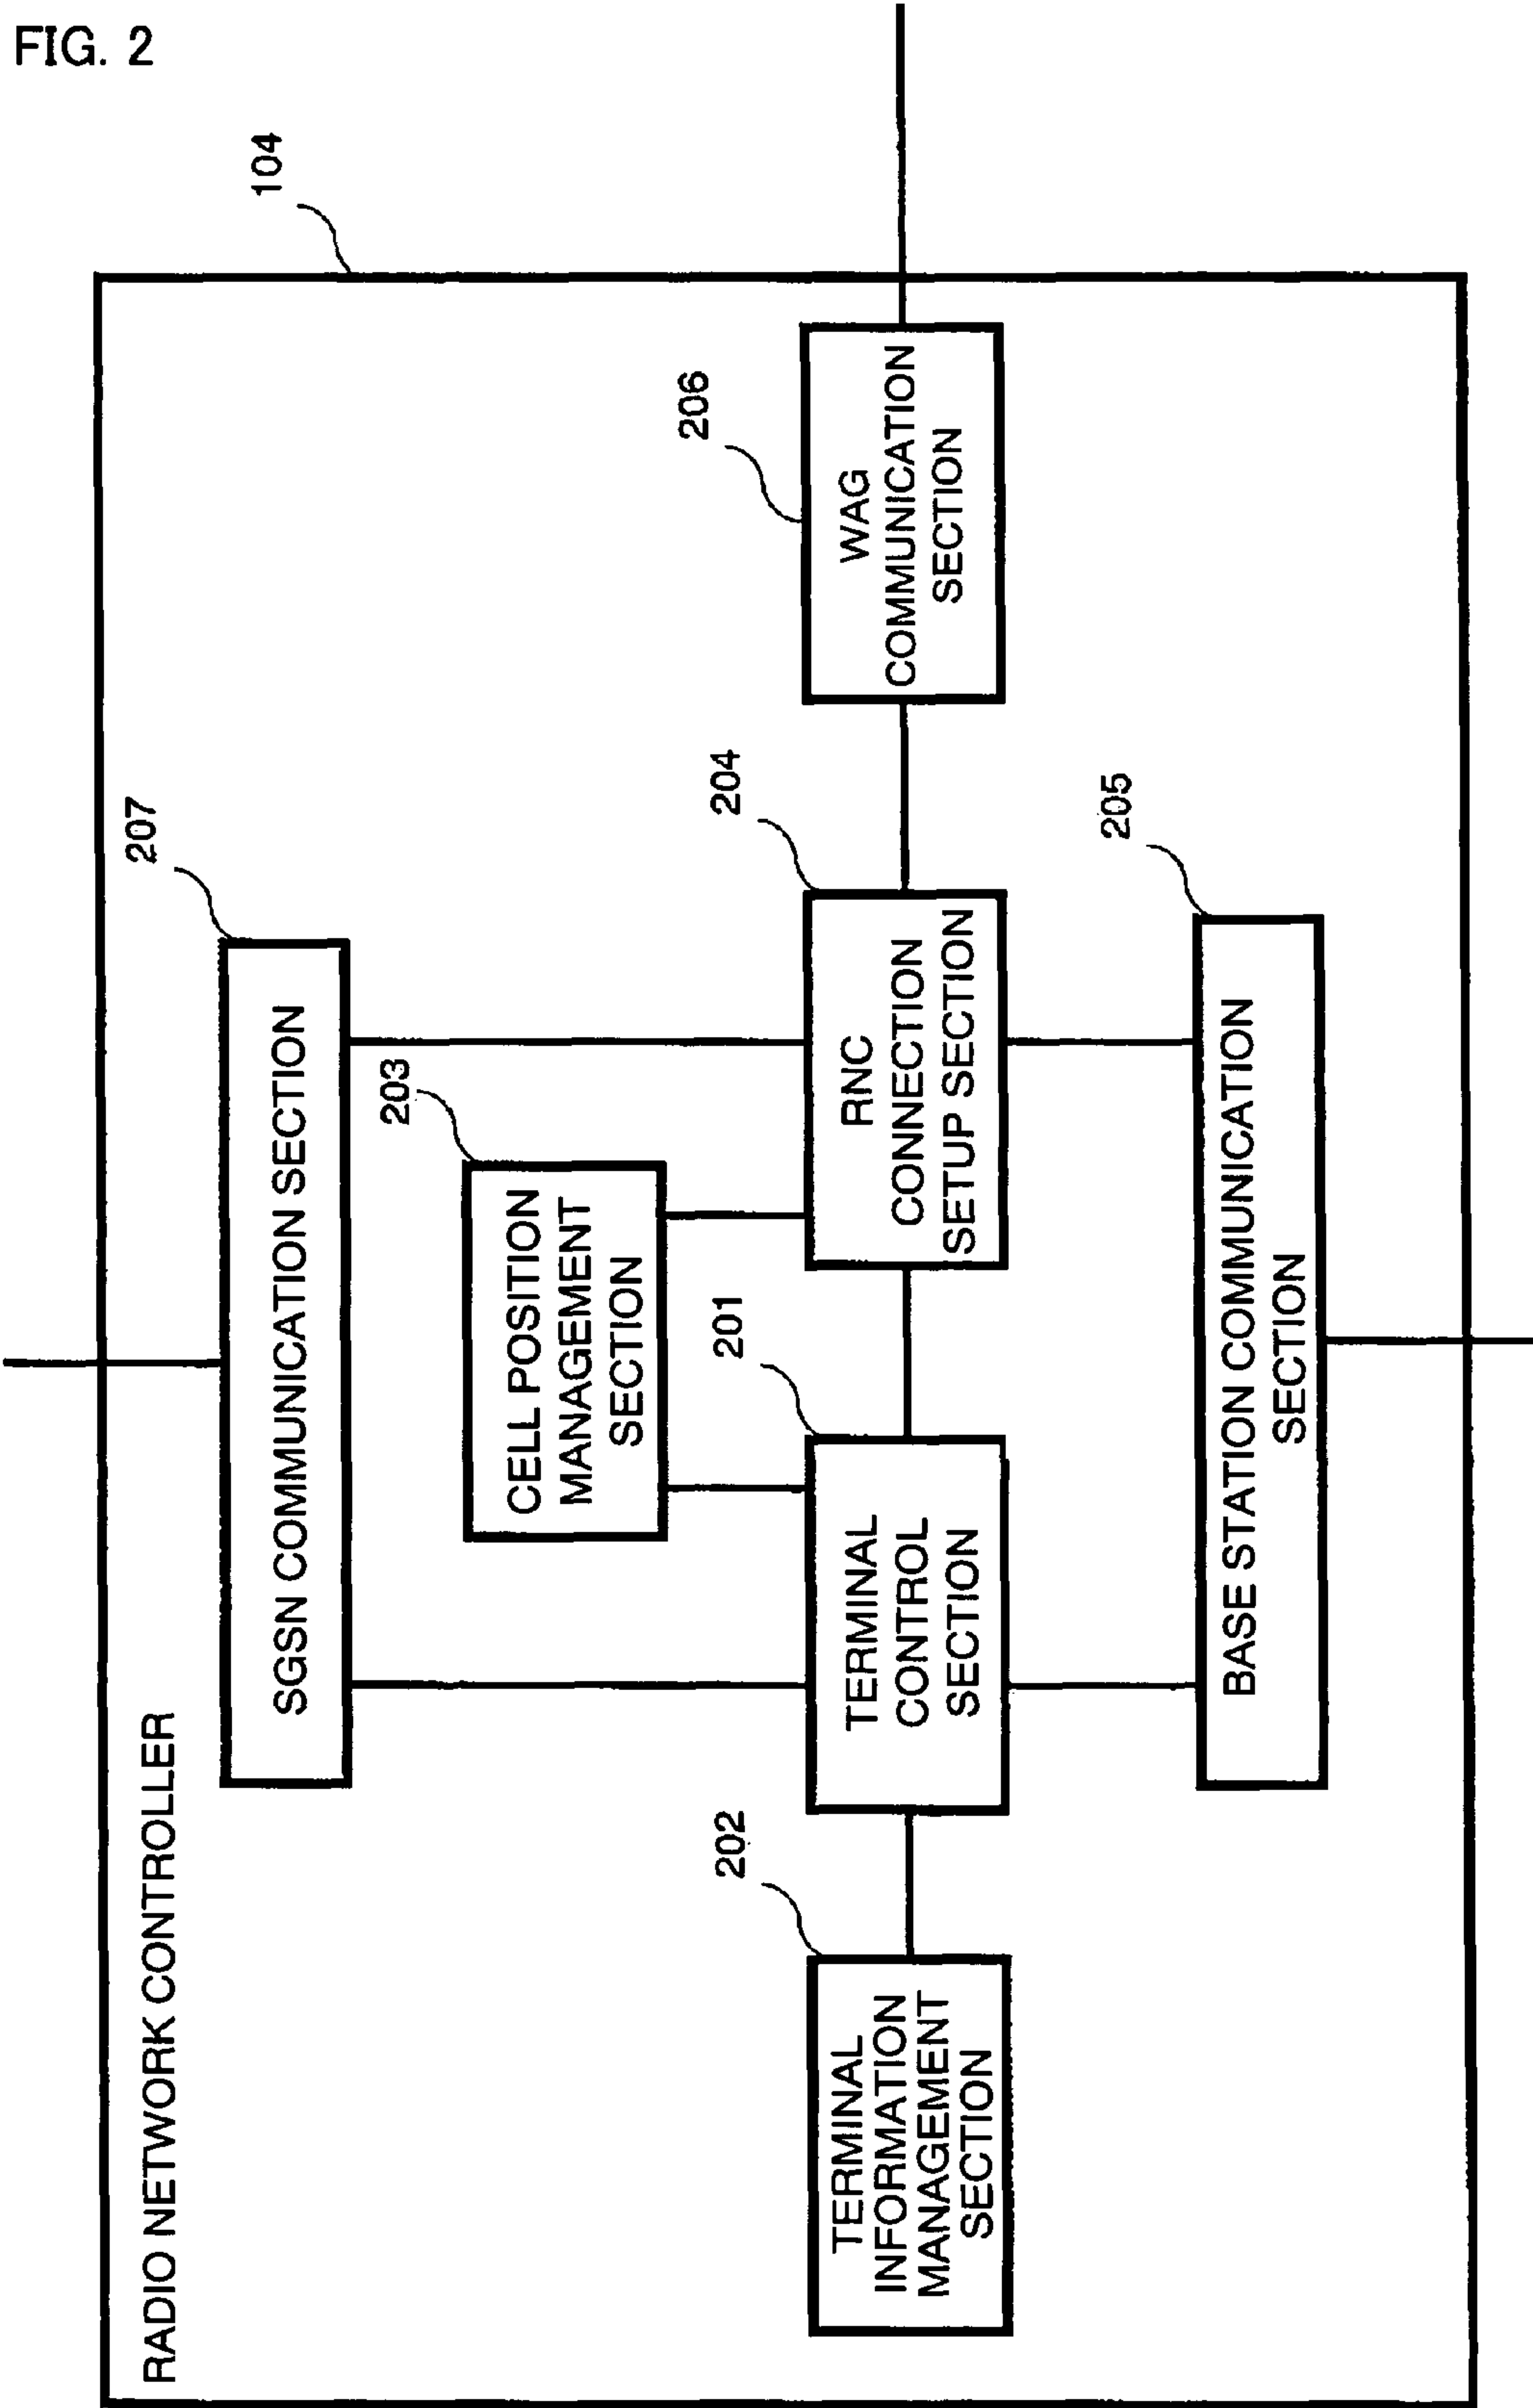 FIG. 2
RADIO NETWORK CONTROLLER
104
207
SGSN COMMUNICATION SECTION
203
CELL POSITION
MANAGEMENT
SECTION
202
TERMINAL
INFORMATION
MANAGEMENT
SECTION
201
TERMINAL
CONTROL
SECTION
204
RNC
CONNECTION
SETUP SECTION
206
WAG
COMMUNICATION
SECTION
205
BASE STATION COMMUNICATION
SECTION